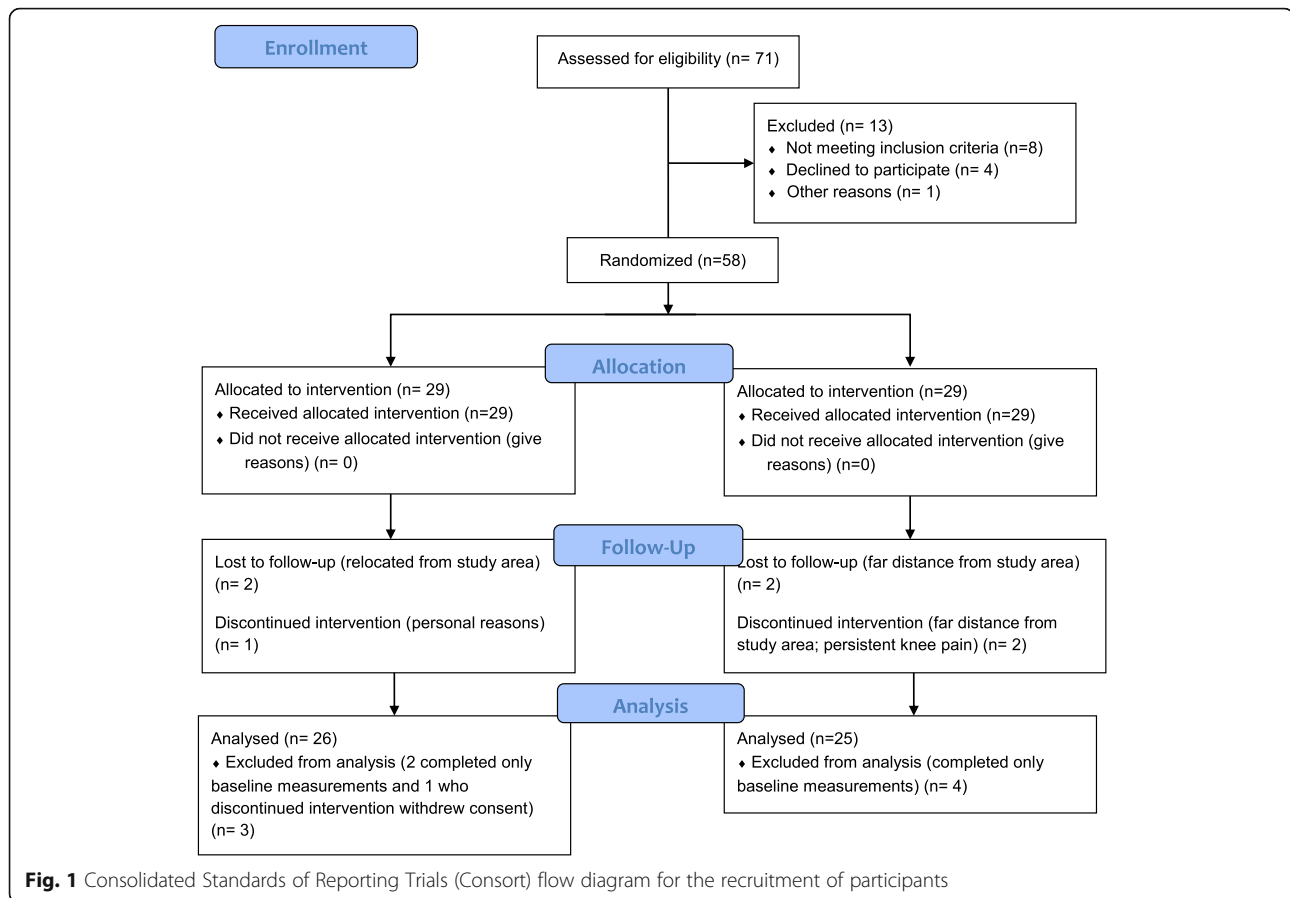 Enrollment
Assessed for eligibility (n= 71)
Excluded (n= 13)
♦ Not meeting inclusion criteria (n=8)
♦ Declined to participate (n= 4)
♦ Other reasons (n= 1)
Randomized (n=58)
Allocation
Allocated to intervention (n= 29)
♦ Received allocated intervention (n=29)
♦ Did not receive allocated intervention (give
reasons) (n= 0)
Allocated to intervention (n=29)
♦ Received allocated intervention (n=29)
♦ Did not receive allocated intervention (give
reasons) (n=0)
Follow-Up
Lost to follow-up (relocated from study area)
(n= 2)
Discontinued intervention (personal reasons)
(n= 1)
Lost to follow-up (far distance from study area)
(n= 2)
Discontinued intervention (far distance from
study area; persistent knee pain) (n= 2)
Analysis
Analysed (n= 26)
♦ Excluded from analysis (2 completed only
baseline measurements and 1 who
discontinued intervention withdrew consent)
(n= 3)
Analysed (n=25)
♦ Excluded from analysis (completed only
baseline measurements) (n= 4)
Fig. 1 Consolidated Standards of Reporting Trials (Consort) flow diagram for the recruitment of participants